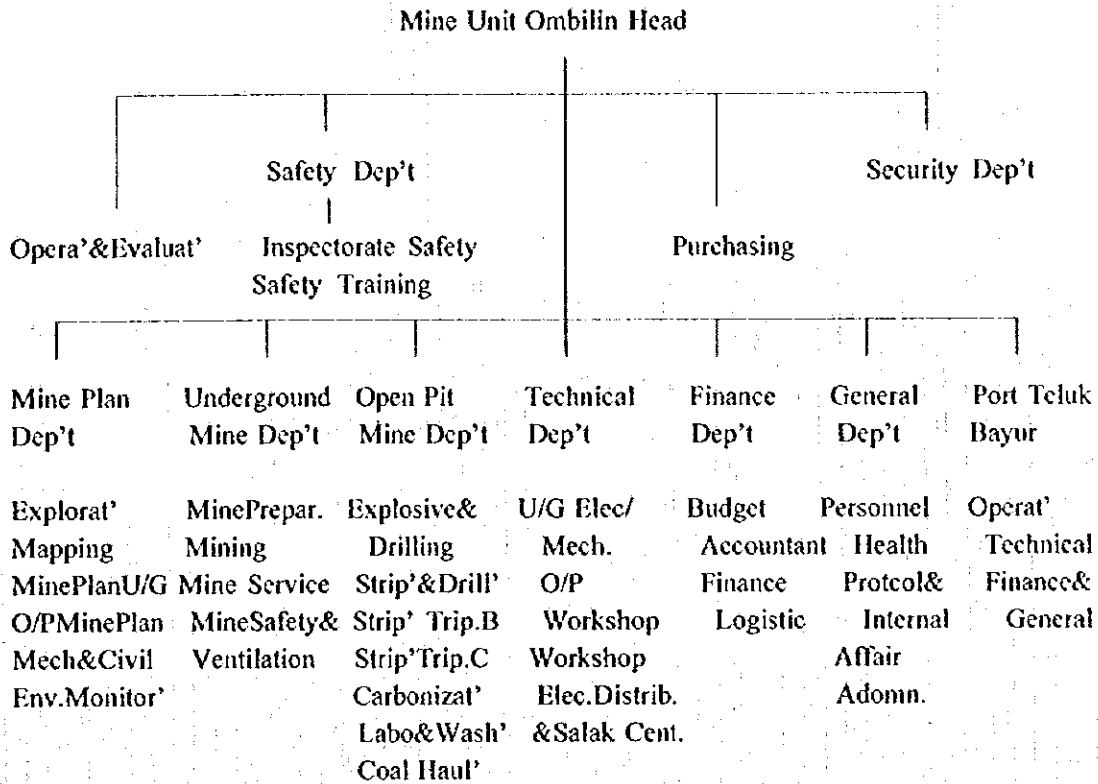 Mine Unit Ombilin Head
Safety Dep't
Security Dep't
Opera'&Evaluat'
Inspectorate Safety
Safety Training
Purchasing
Mine Plan
Dep't
Underground
Mine Dep't
Open Pit
Mine Dep't
Technical
Dep't
Finance
Dep't
General
Dep't
Port Teluk
Bayur
Explorat'
Mapping
MinePlanU/G
O/PMinePlan
Mech&Civil
Env.Monitor'
MinePrepar.
Mining
Mine Service
MineSafety&
Ventilation
Explosive&
Drilling
Strip'&Drill'
Strip' Trip.B
Strip'Trip.C
Carbonizat'
Labo&Wash'
Coal Haul'
U/G Elec/
Mech.
O/P
Workshop
Workshop
Elec.Distrib.
&Salak Cent.
Budget
Accountant
Finance
Logistic
Personnel
Health
Protcol&
Internal
Affair
Adomn.
Operat'
Technical
Finance&
General